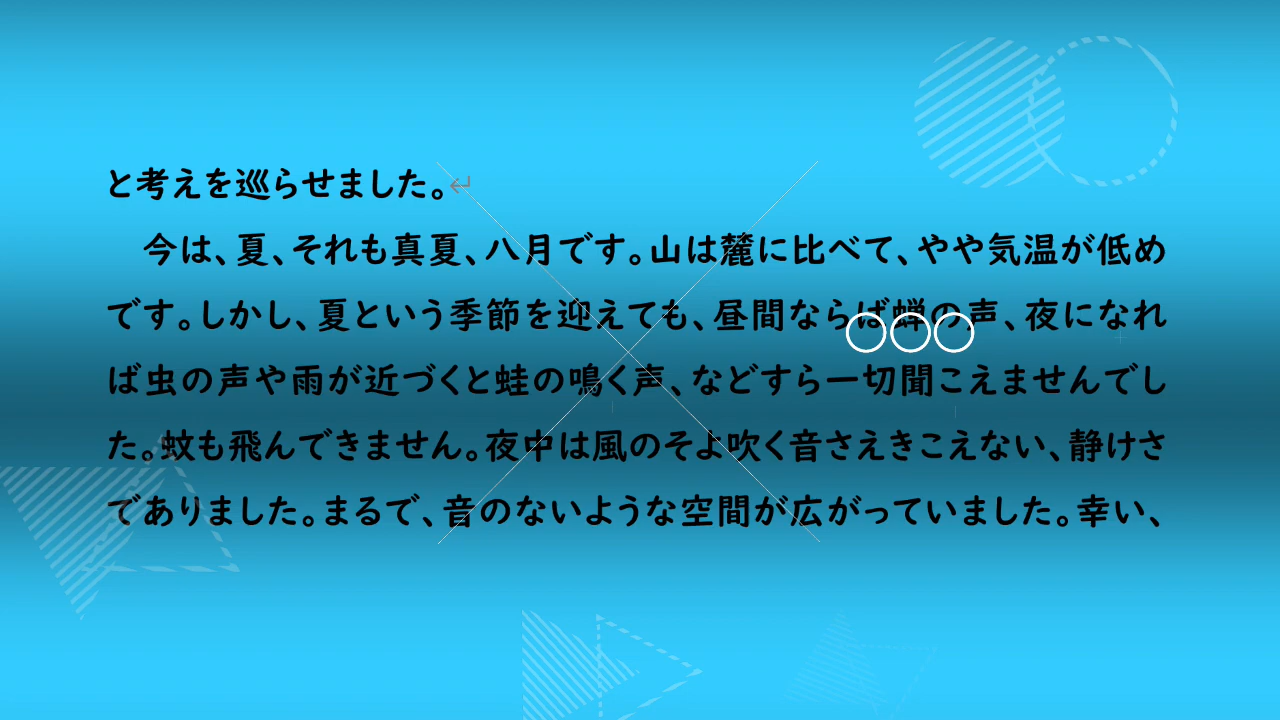 と考えを巡らせました。↵
　今は、夏、それも真夏、八月です。山は麓に比べて、やや気温が低め
です。しかし、夏という季節を迎えても、昼間ならば蝉の声、夜になれ
ば虫の声や雨が近づくと蛙の鳴く声、などすら一切聞こえませんでし
た。蚊も飛んできません。夜中は風のそよ吹く音さえきこえない、静けさ
でありました。まるで、音のないような空間が広がっていました。幸い、